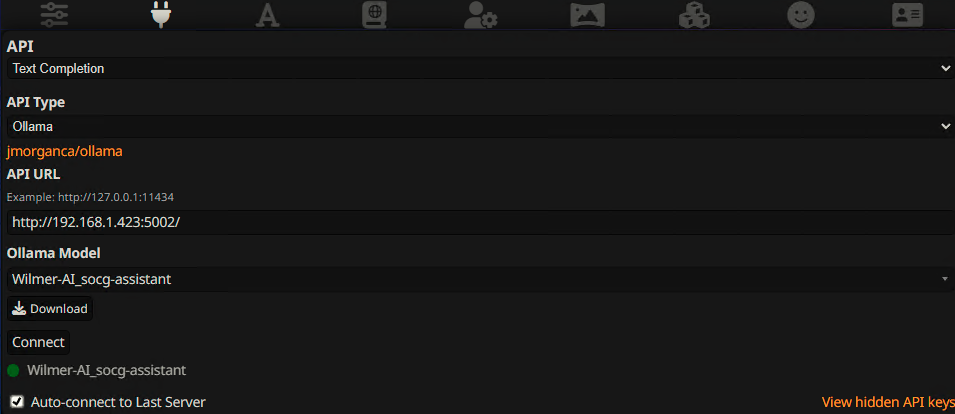 API
Text Completion
API Type
Ollama
jmorganca/ollama
API URL
Example: http://127.0.0.1:11434
http://192.168.1.423:5002/
Ollama Model
Wilmer-AI_socg-assistant
Download
Connect
Wilmer-AI_socg-assistant
Auto-connect to Last Server
View hidden API keys